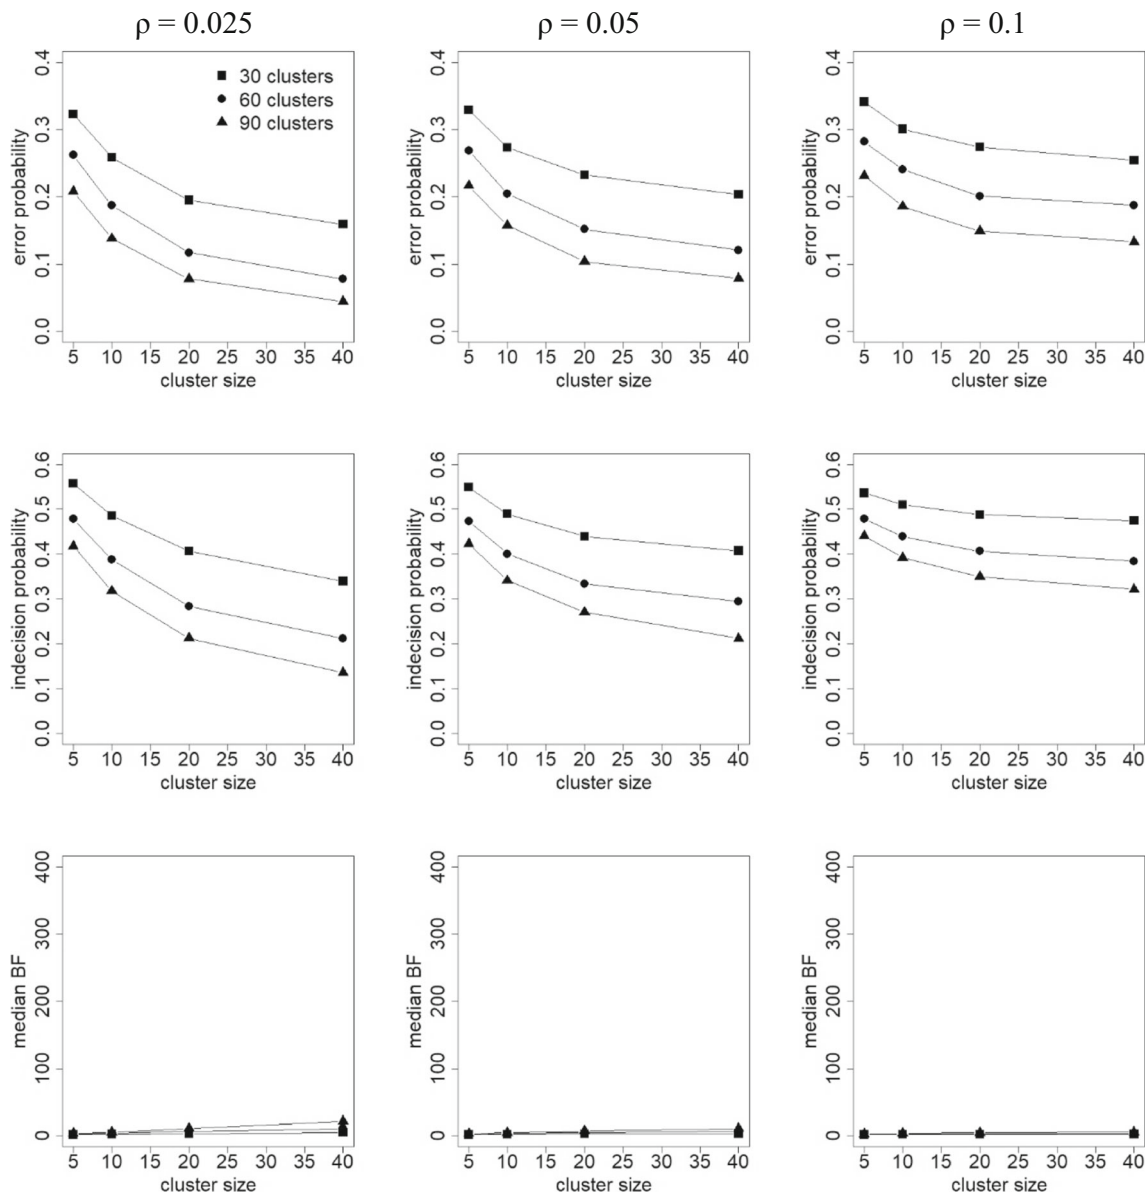 ρ = 0.025
ρ = 0.05
ρ = 0.1
error probability
0.0 0.1 0.2 0.3 0.4
30 clusters
60 clusters
90 clusters
5 10 15 20 25 30 35 40
cluster size
error probability
0.0 0.1 0.2 0.3 0.4
5 10 15 20 25 30 35 40
cluster size
error probability
0.0 0.1 0.2 0.3 0.4
5 10 15 20 25 30 35 40
cluster size
indecision probability
0.0 0.1 0.2 0.3 0.4 0.5 0.6
5 10 15 20 25 30 35 40
cluster size
indecision probability
0.0 0.1 0.2 0.3 0.4 0.5 0.6
5 10 15 20 25 30 35 40
cluster size
indecision probability
0.0 0.1 0.2 0.3 0.4 0.5 0.6
5 10 15 20 25 30 35 40
cluster size
median BF
0 100 200 300 400
5 10 15 20 25 30 35 40
cluster size
median BF
0 100 200 300 400
5 10 15 20 25 30 35 40
cluster size
median BF
0 100 200 300 400
5 10 15 20 25 30 35 40
cluster size